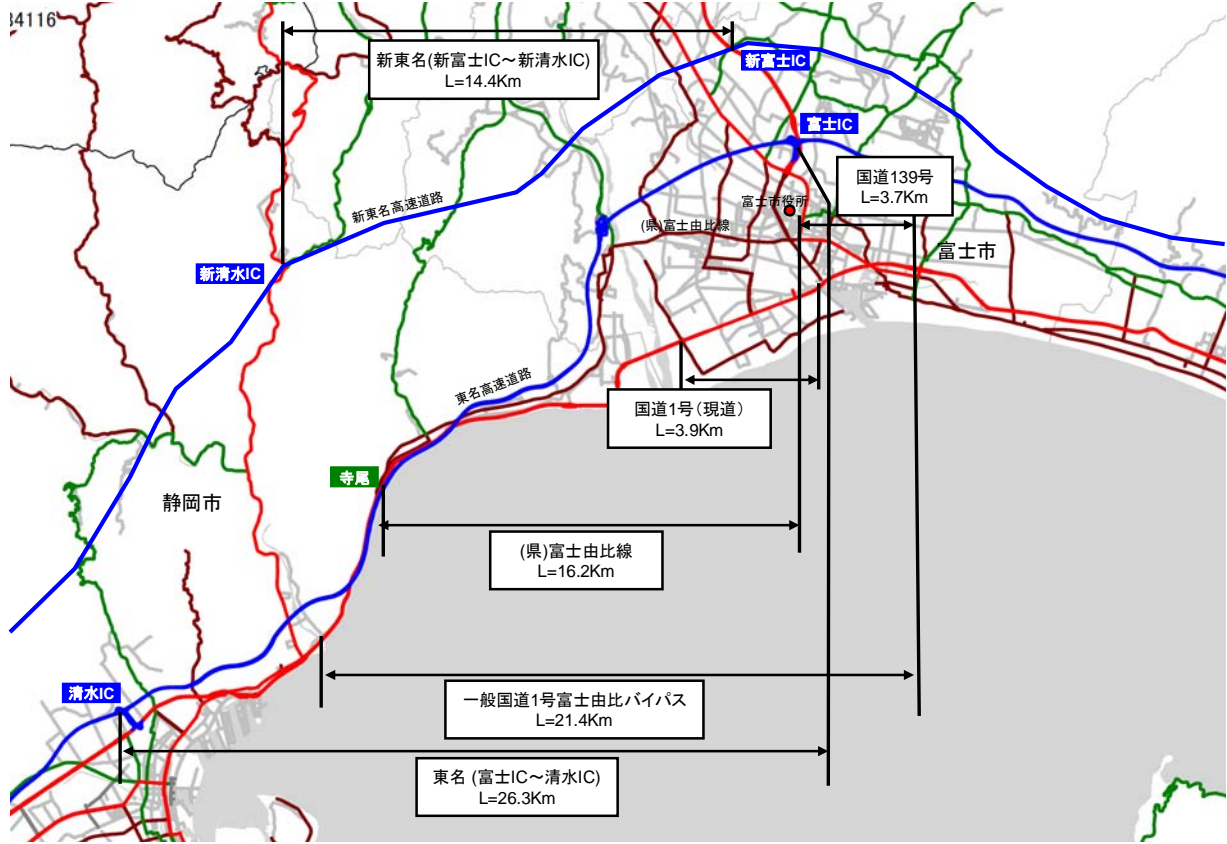 34116
新東名(新富士IC～新清水IC)
L=14.4Km
新富士IC
富士IC
国道139号
L=3.7Km
富士市役所
新東名高速道路
(県)富士由比線
富士市
新清水IC
東名高速道路
国道1号(現道)
L=3.9Km
寺尾
静岡市
(県)富士由比線
L=16.2Km
清水IC
一般国道1号富士由比バイパス
L=21.4Km
東名 (富士IC～清水IC)
L=26.3Km